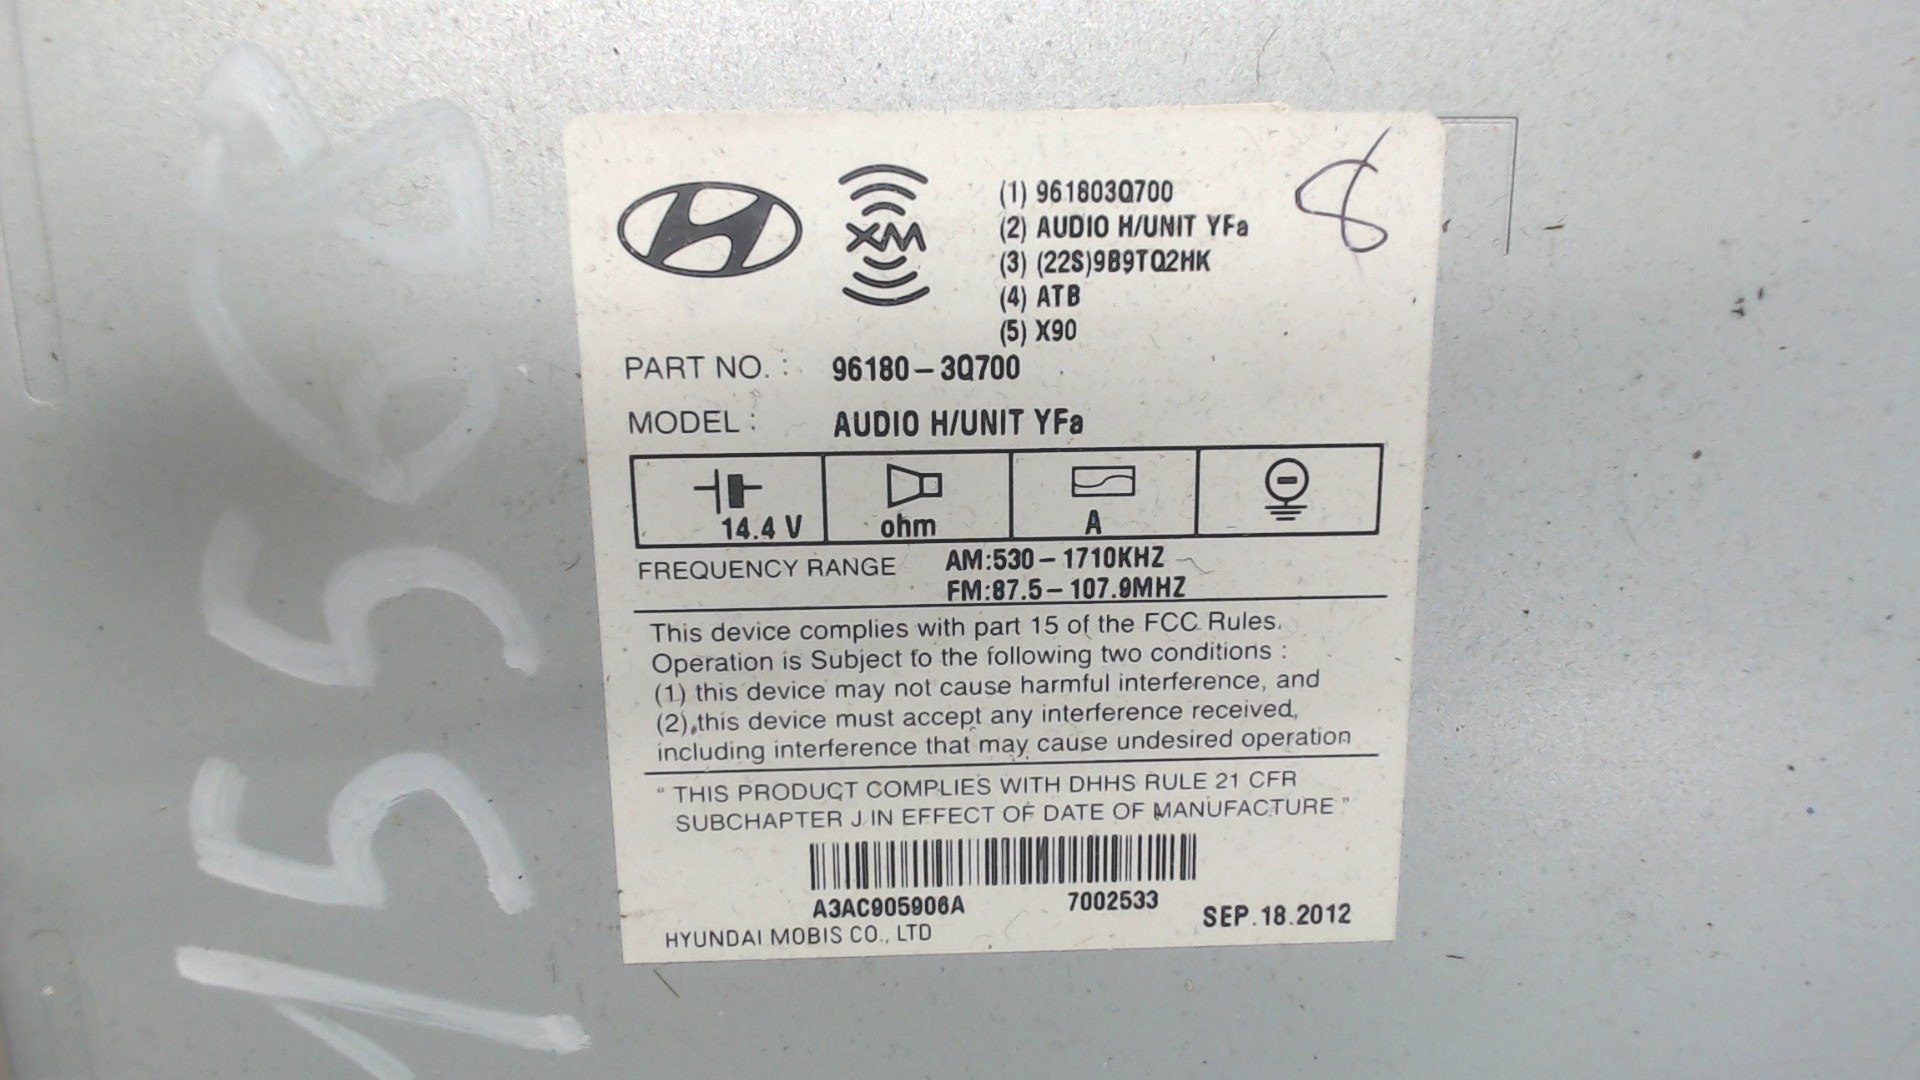 XM
(1) 961803Q700
(2) AUDIO H/UNIT YFa
(3) (22S)9B9TQ2HK
(4) ATB
(5) X90
8
PART NO. : 96180-3Q700
MODEL : AUDIO H/UNIT YFa
14.4 V ohm A
FREQUENCY RANGE AM:530-1710KHZ
FM:87.5-107.9MHZ
This device complies with part 15 of the FCC Rules.
Operation is Subject fo the following two conditions :
(1) this device may not cause harmful interference, and
(2),this device must accept any interference received,
including interference that may cause undesired operation
" THIS PRODUCT COMPLIES WITH DHHS RULE 21 CFR
SUBCHAPTER J IN EFFECT OF DATE OF MANUFACTURE "
A3AC905906A 7002533
SEP.18.2012
HYUNDAI MOBIS CO., LTD